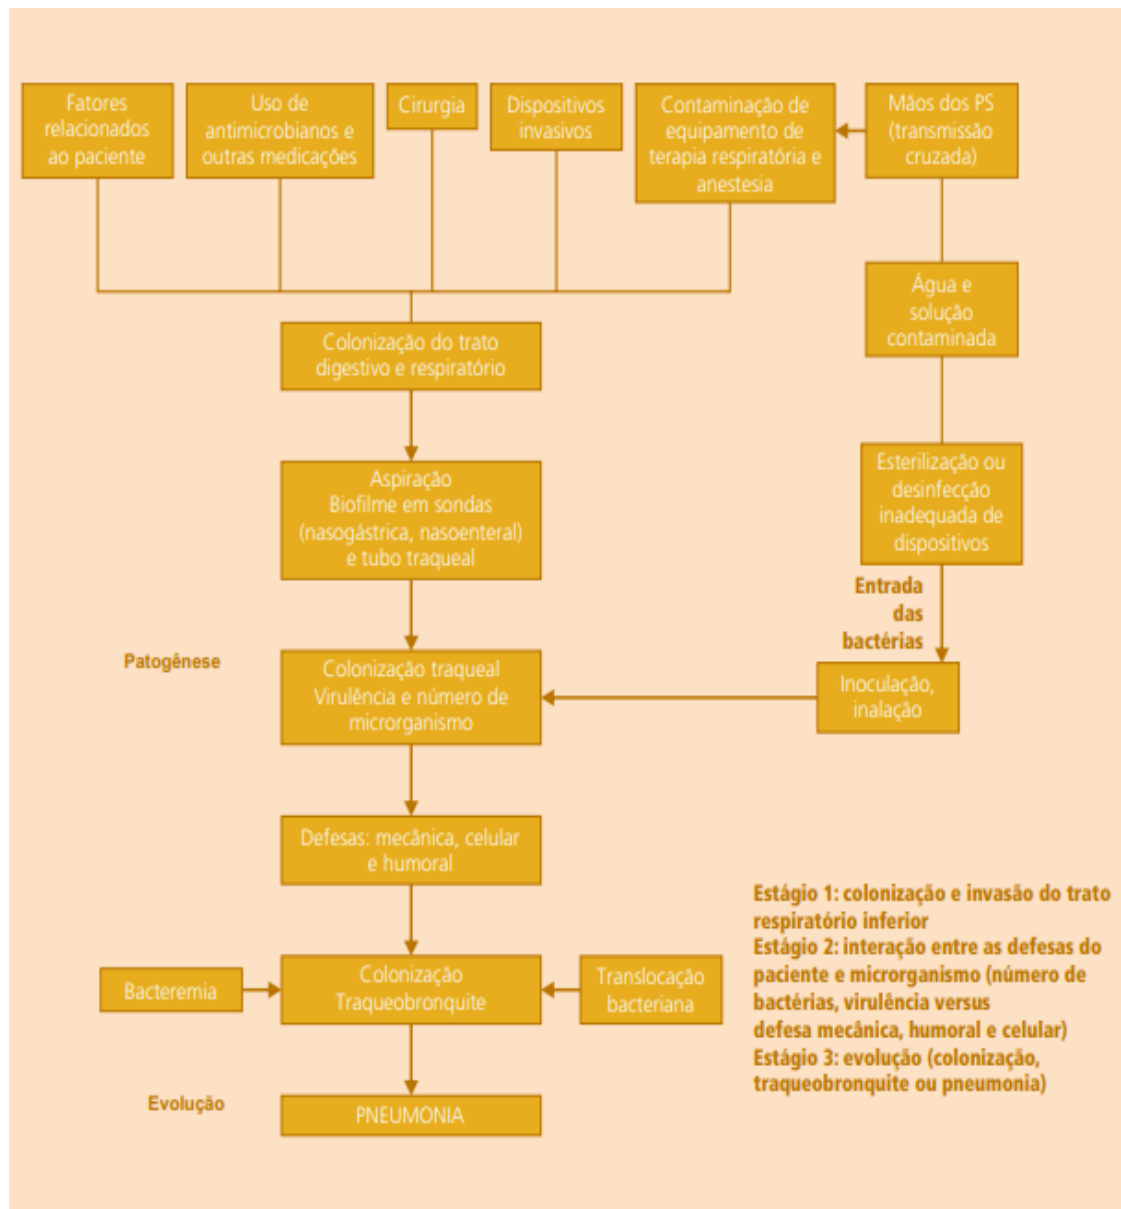 Fatores
relacionados
ao paciente
Uso de
antimicrobianos e
outras medicações
Cirurgia
Dispositivos
invasivos
Contaminação de
equipamento de
terapia respiratória e
anestesia
Mãos dos PS
(transmissão
cruzada)
Água e
solução
contaminada
Colonização do trato
digestivo e respiratório
Esterilização ou
desinfecção
inadequada de
dispositivos
Aspiração
Biofilme em sondas
(nasogástrica, nasoenteral)
e tubo traqueal
Entrada
das
bactérias
Patogênese
Colonização traqueal
Virulência e número de
microrganismo
Inoculação,
inalação
Defesas: mecânica, celular
e humoral
Bacteremia
Colonização
Traqueobronquite
Translocação
bacteriana
Estágio 1: colonização e invasão do trato
respiratório inferior
Estágio 2: interação entre as defesas do
paciente e microrganismo (número de
bactérias, virulência versus
defesa mecânica, humoral e celular)
Estágio 3: evolução (colonização,
traqueobronquite ou pneumonia)
Evolução
PNEUMONIA